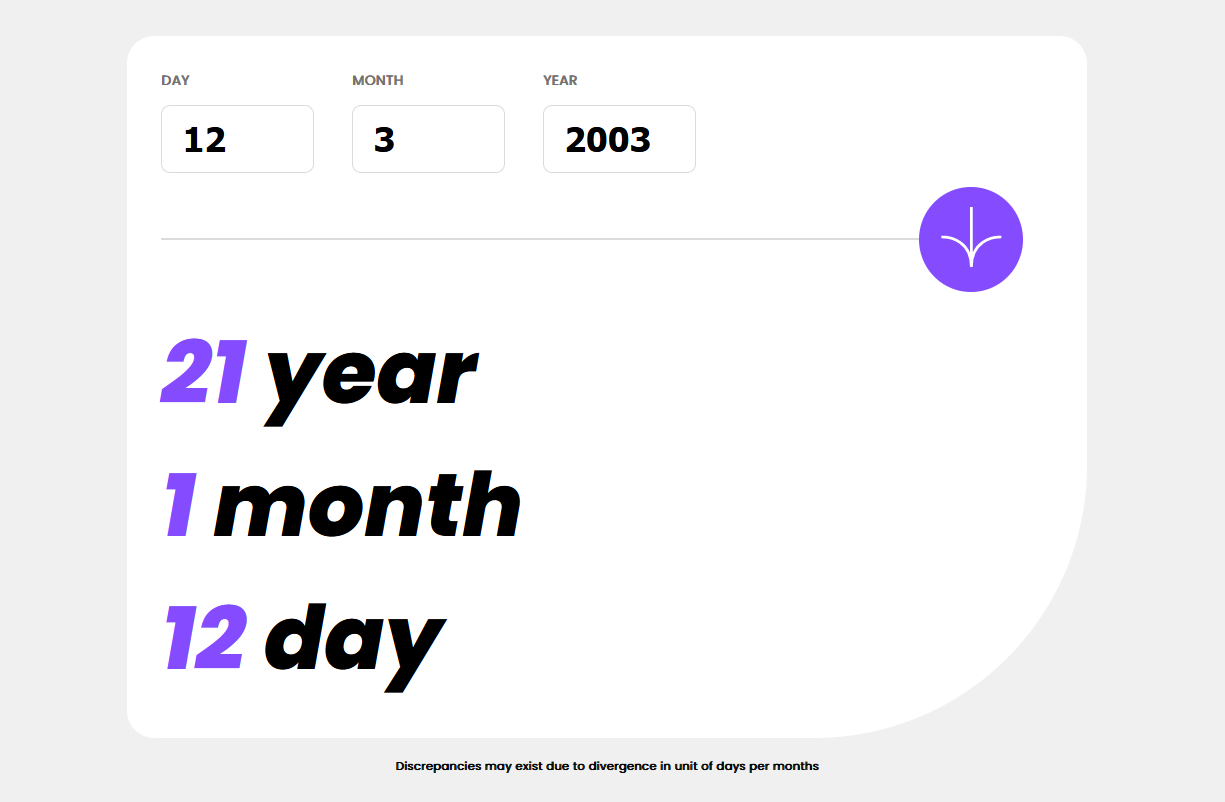 DAY MONTH YEAR
12 3 2003
21 year
1 month
12 day
Discrepancies may exist due to divergence in unit of days per months